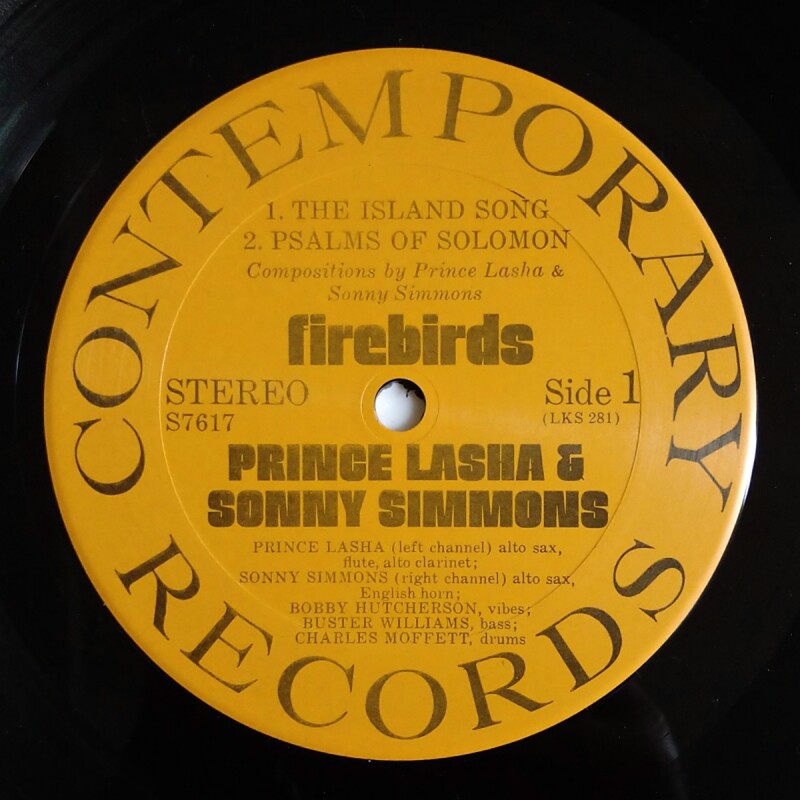 CONTEMPORARY
1. THE ISLAND SONG
2. PSALMS OF SOLOMON
Compositions by Prince Lasha &
Sonny Simmons
firebirds
STEREO
S7617
Side 1
(LKS 281)
PRINCE LASHA &
SONNY SIMMONS
PRINCE LASHA (left channel) alto sax,
flute, alto clarinet;
SONNY SIMMONS (right channel) alto sax,
English horn;
BOBBY HUTCHERSON, vibes;
BUSTER WILLIAMS, bass;
CHARLES MOFFETT, drums
RECORDS